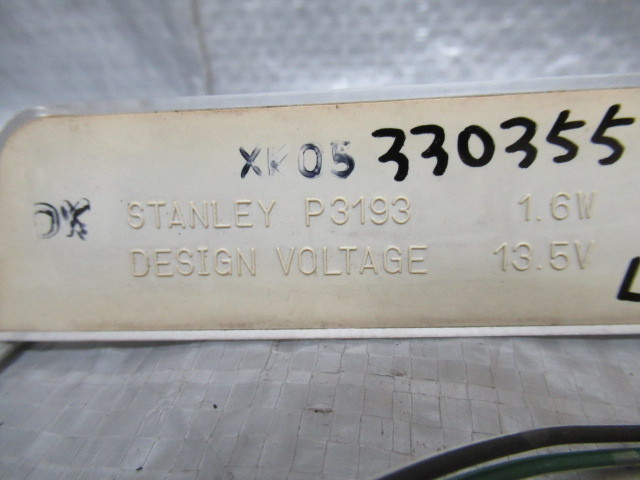 XK05 330355
STANLEY P3193 1.6W
DESIGN VOLTAGE 13.5V